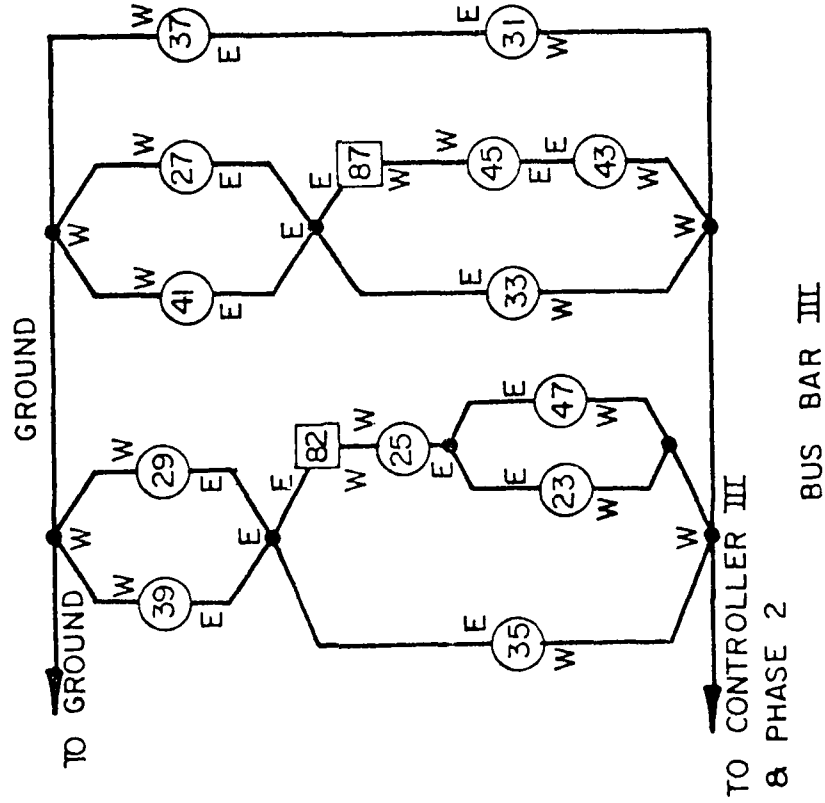 GROUND
TO GROUND
W W
W W W W W
39 29 41 27 37
E E E E E
E E
E E
82 87
W W W W
25
E
E E E E E
45
35 33 31
E E
23 47 43
W W W W W W
W W
TO CONTROLLER III
& PHASE 2
BUS BAR III